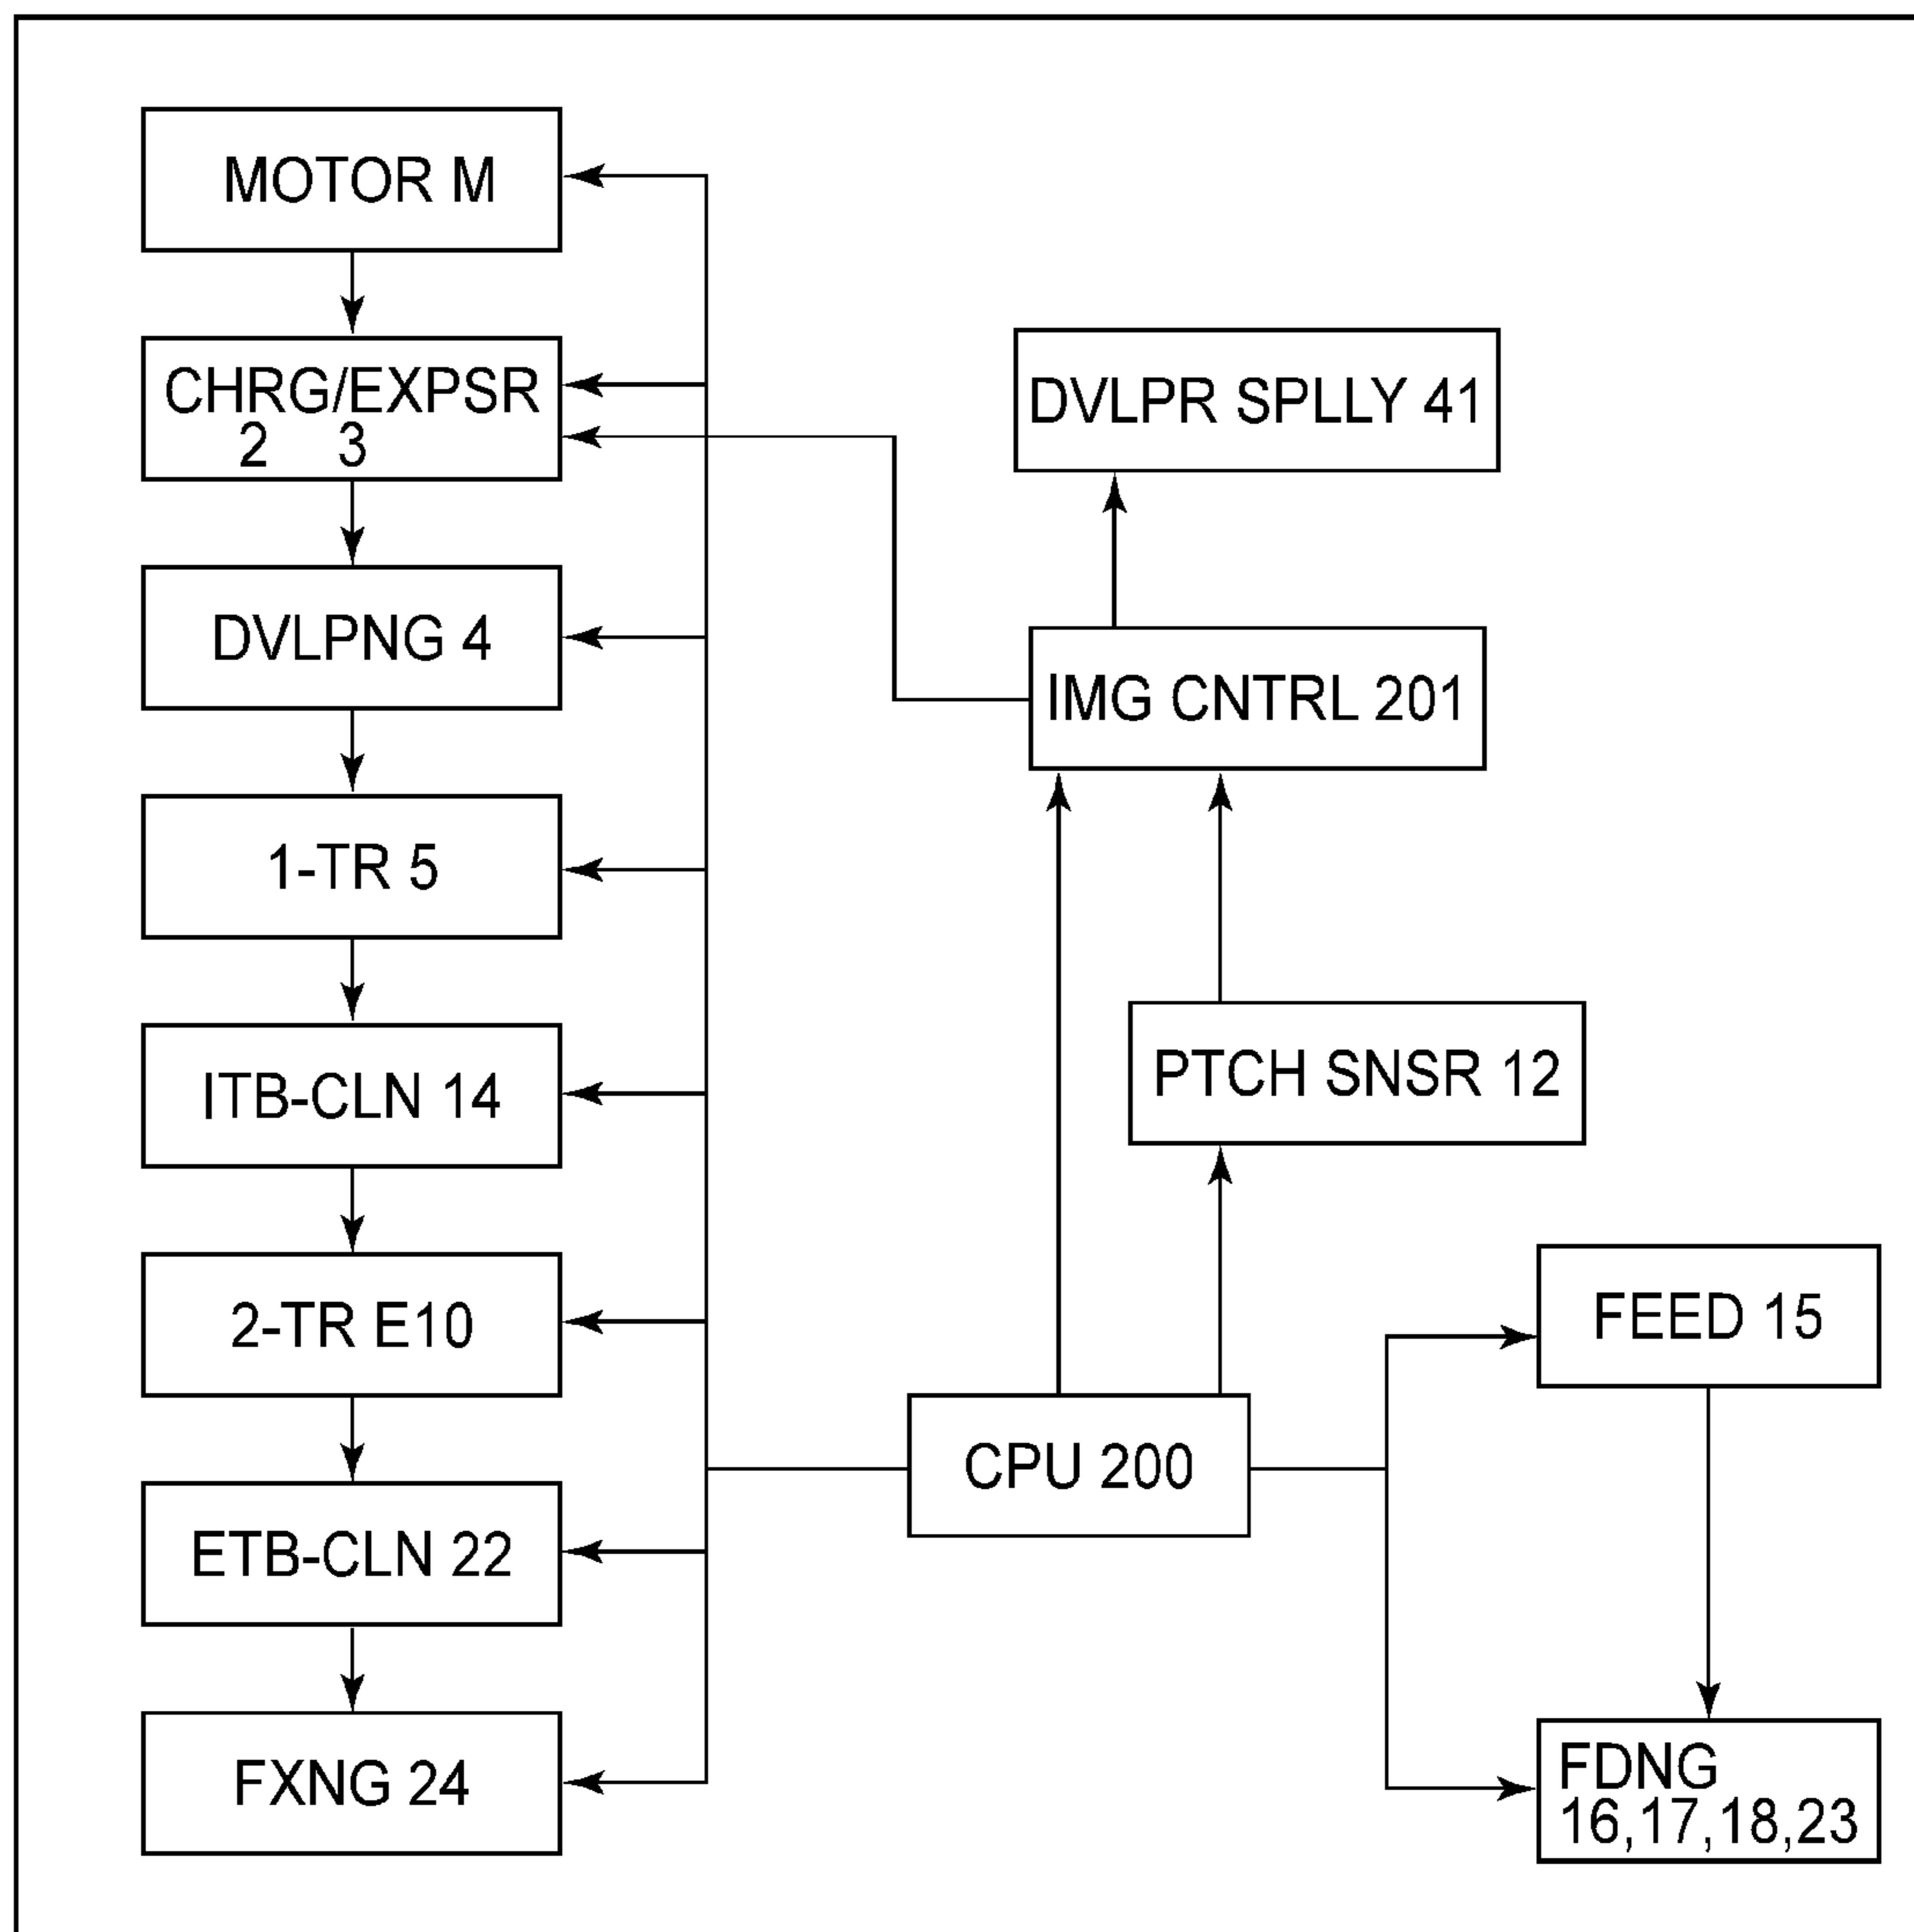 MOTOR M
CHRG/EXPSR
2 3
DVLPNG 4
1-TR 5
ITB-CLN 14
2-TR E10
ETB-CLN 22
FXNG 24
DVLPR SPLLY 41
IMG CNTRL 201
PTCH SNSR 12
CPU 200
FEED 15
FDNG
16,17,18,23